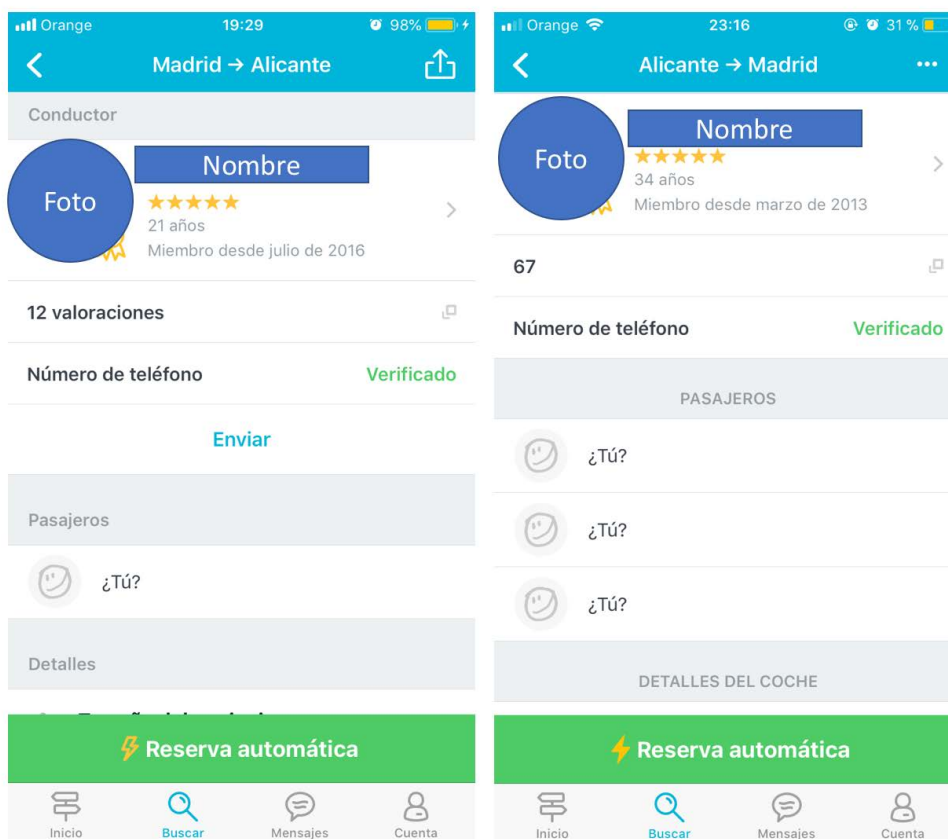 Orange 19:29 98%
Madrid → Alicante
Conductor
Foto
Nombre
21 años
Miembro desde julio de 2016
12 valoraciones
Número de teléfono Verificado
Enviar
Pasajeros
¿Tú?
Detalles
Reserva automática
Inicio Buscar Mensajes Cuenta
Orange 23:16 31 %
Alicante → Madrid
Foto
Nombre
34 años
Miembro desde marzo de 2013
67
Número de teléfono Verificado
PASAJEROS
¿Tú?
¿Tú?
¿Tú?
DETALLES DEL COCHE
Reserva automática
Inicio Buscar Mensajes Cuenta